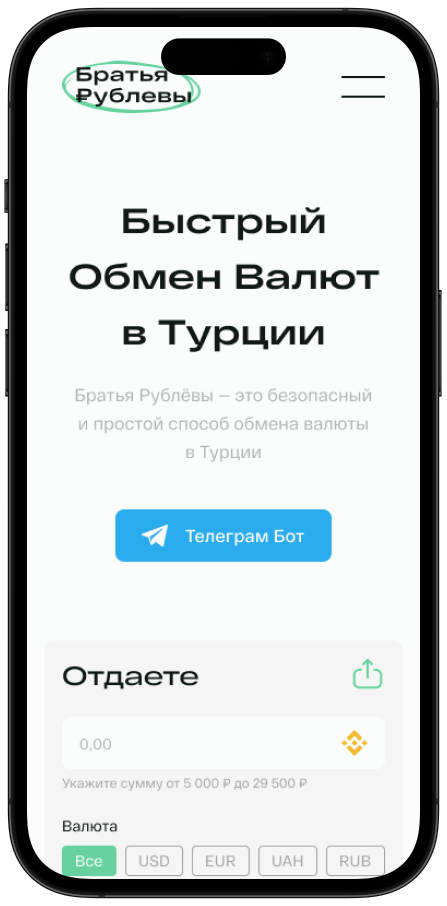 Братья
₽ублевы
Быстрый
Обмен Валют
в Турции
Братья Рублёвы – это безопасный
и простой способ обмена валюты
в Турции
Телеграм Бот
Отдаете
0,00
Укажите сумму от 5 000 ₽ до 29 500 ₽
Валюта
Все USD EUR UAH RUB